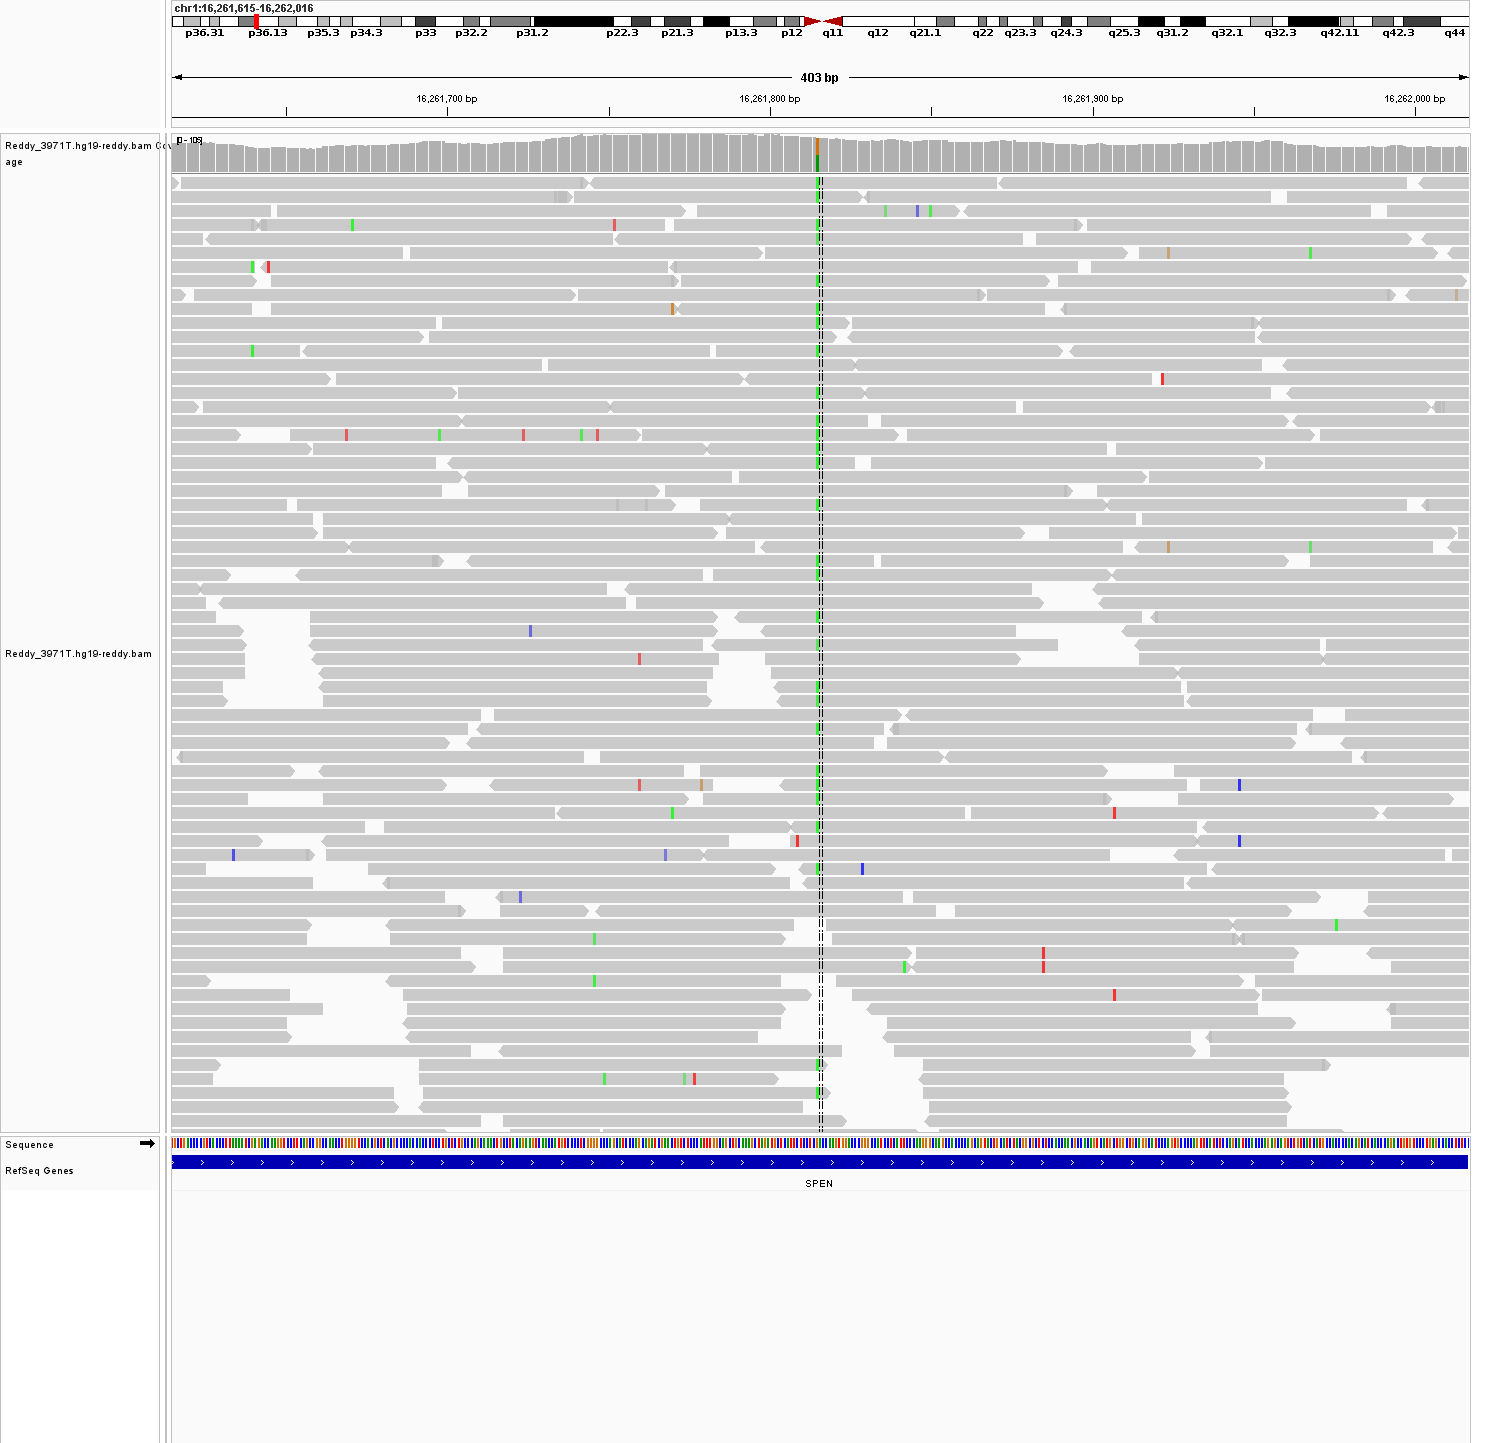 chr1:16,261,615-16,262,016
p36.31 p36.13 p35.3 p34.3 p33 p32.2 p31.2 p22.3 p21.3 p13.3 p12 q11 q12 q21.1 q22 q23.3 q24.3 q25.3 q31.2 q32.1 q32.3 q42.11 q42.3 q44
403 bp
16,261,700 bp 16,261,800 bp 16,261,900 bp 16,262,000 bp
Reddy_3971T.hg19-reddy.bam Cov
age
Reddy_3971T.hg19-reddy.bam
Sequence
RefSeq Genes
SPEN